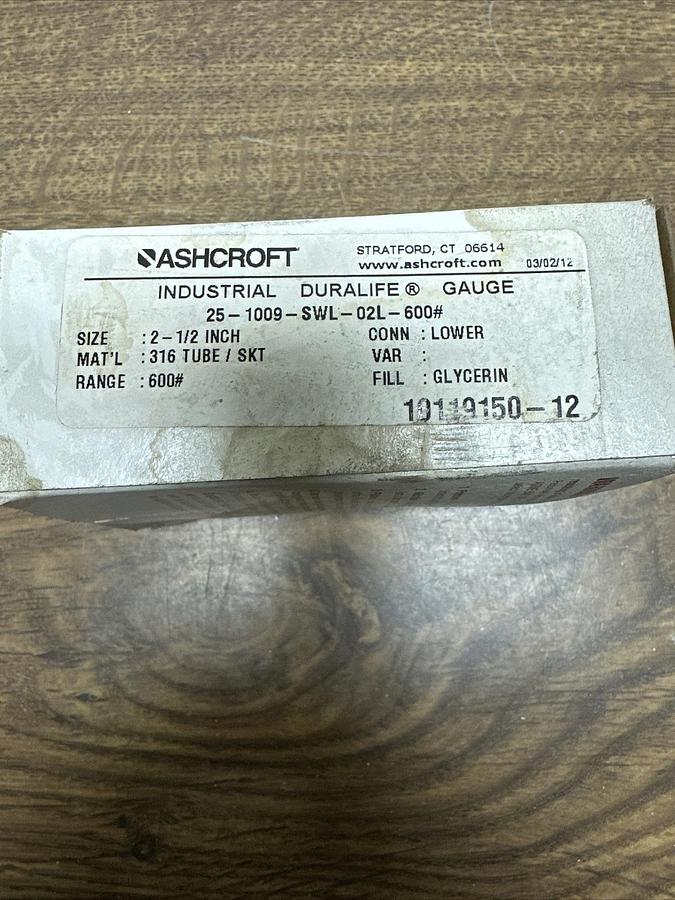 ASHCROFT
STRATFORD, CT 06614
www.ashcroft.com 03/02/12
INDUSTRIAL DURALIFE® GAUGE
25-1009-SWL-02L-600#
SIZE : 2-1/2 INCH CONN : LOWER
MAT'L : 316 TUBE / SKT VAR :
RANGE : 600# FILL : GLYCERIN
10119150-12